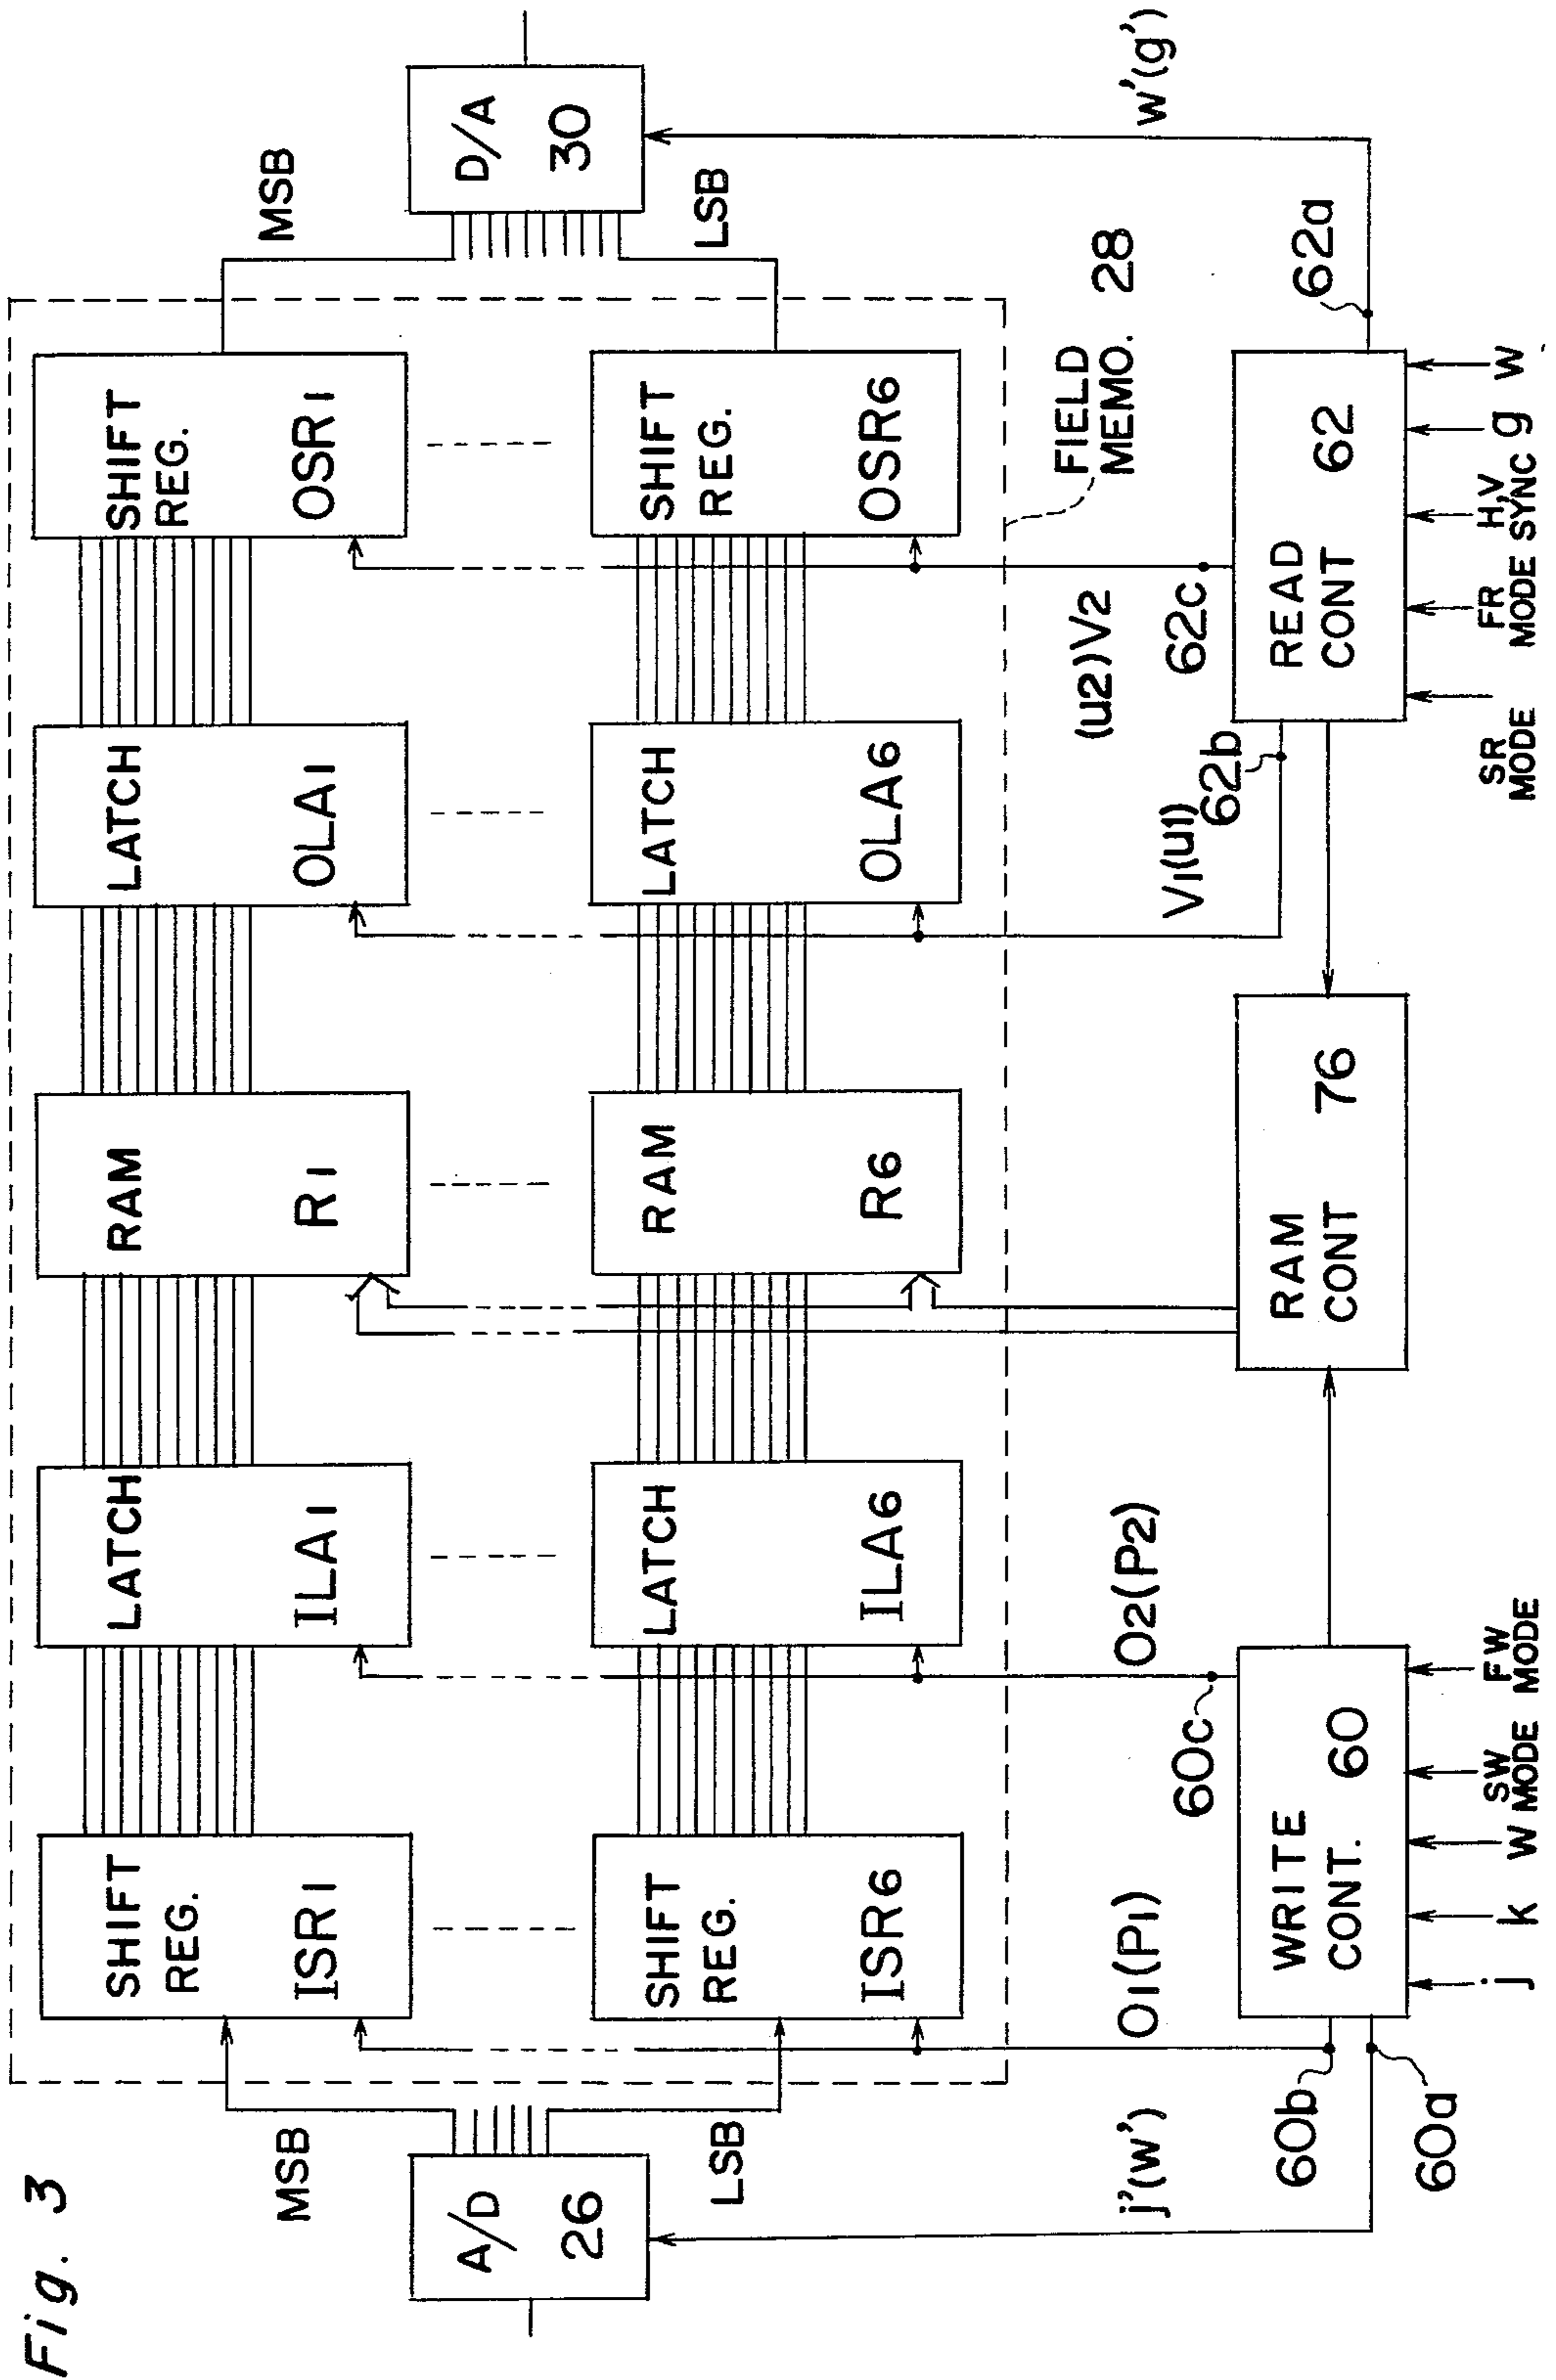 Fig. 3
A/D
26
MSB
LSB
j'(w')
60b
60a
SHIFT
REG.
ISR1
LATCH
ILA1
RAM
R1
LATCH
OLA1
SHIFT
REG.
OSR1
SHIFT
REG.
ISR6
LATCH
ILA6
RAM
R6
LATCH
OLA6
SHIFT
REG.
OSR6
MSB
LSB
D/A
30
FIELD
MEMO. 28
O1(P1)
O2(P2)
60c
V1(u1)
62b
(u2)V2
62c
62a
w'(g')
WRITE
CONT. 60
RAM
CONT 76
READ
CONT 62
j
k
W
SW
MODE
FW
MODE
SR
MODE
FR
MODE
H,V
SYNC
g
W